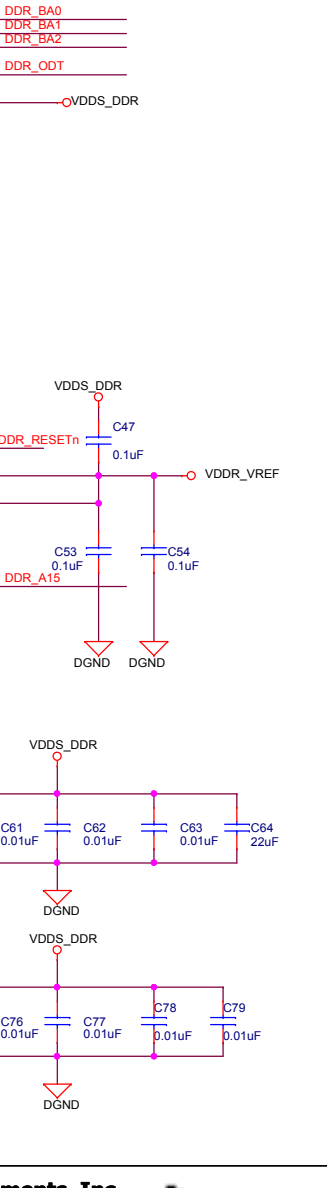 DDR_BA0
DDR_BA1
DDR_BA2
DDR_ODT
VDDS_DDR
VDDS_DDR
C47
DDR_RESETn
0.1uF
VDDR_VREF
C53
0.1uF
C54
0.1uF
DDR_A15
DGND
DGND
VDDS_DDR
C61
0.01uF
C62
0.01uF
C63
0.01uF
C64
22uF
DGND
VDDS_DDR
C76
0.01uF
C77
0.01uF
C78
0.01uF
C79
0.01uF
DGND